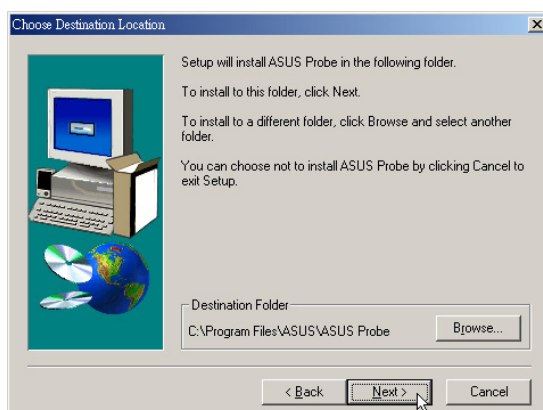 Choose Destination Location
Setup will install ASUS Probe in the following folder.
To install to this folder, click Next.
To install to a different folder, click Browse and select another
folder.
You can choose not to install ASUS Probe by clicking Cancel to
exit Setup.
Destination Folder
C:\Program Files\ASUS\ASUS Probe
Browse...
< Back
Next >
Cancel